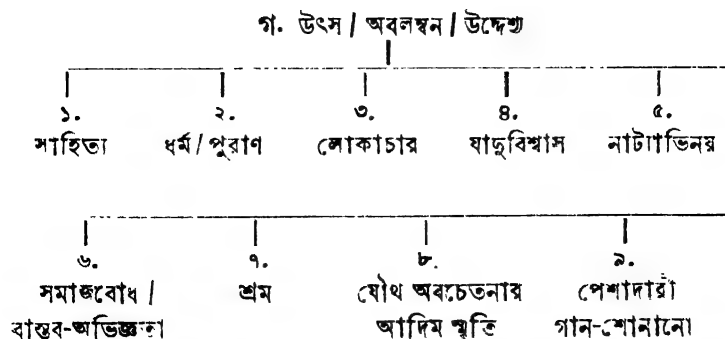 গ. উৎস / অবলম্বন / উদ্দেশ্য
১. ২. ৩. ৪. ৫.
সাহিত্য ধর্ম / পুরাণ লোকাচার যাদুবিশ্বাস নাট্যাভিনয়
৬. ৭. ৮. ৯.
সমাজবোধ / শ্রম যৌথ অবচেতনার পেশাদারী
বাস্তব-অভিজ্ঞতা আদিম স্মৃতি গান-শোনানো